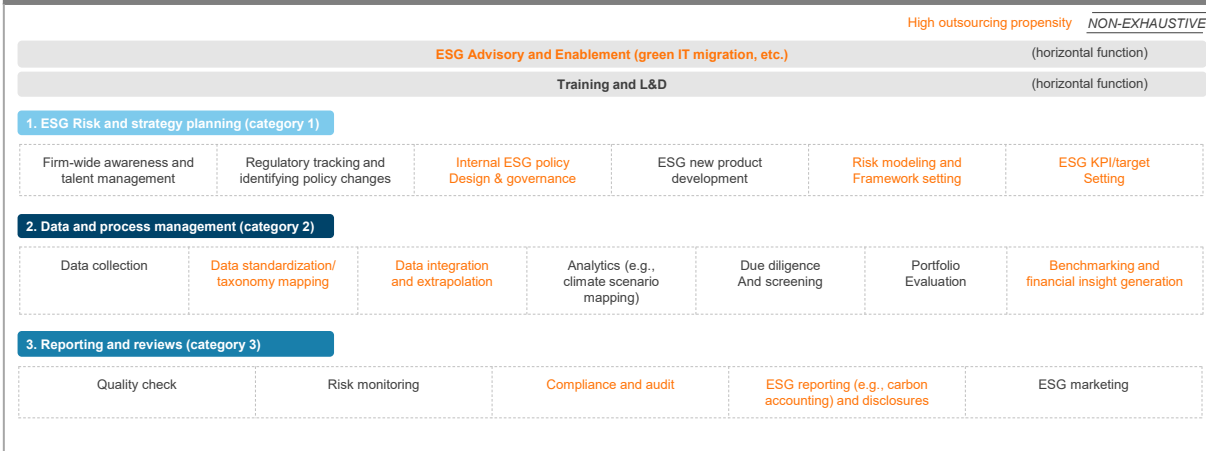 High outsourcing propensity
NON-EXHAUSTIVE
ESG Advisory and Enablement (green IT migration, etc.)
(horizontal function)
Training and L&D
(horizontal function)
1. ESG Risk and strategy planning (category 1)
Firm-wide awareness and
talent management
Regulatory tracking and
identifying policy changes
Internal ESG policy
Design & governance
ESG new product
development
Risk modeling and
Framework setting
ESG KPI/target
Setting
2. Data and process management (category 2)
Data collection
Data standardization/
taxonomy mapping
Data integration
and extrapolation
Analytics (e.g.,
climate scenario
mapping)
Due diligence
And screening
Portfolio
Evaluation
Benchmarking and
financial insight generation
3. Reporting and reviews (category 3)
Quality check
Risk monitoring
Compliance and audit
ESG reporting (e.g., carbon
accounting) and disclosures
ESG marketing